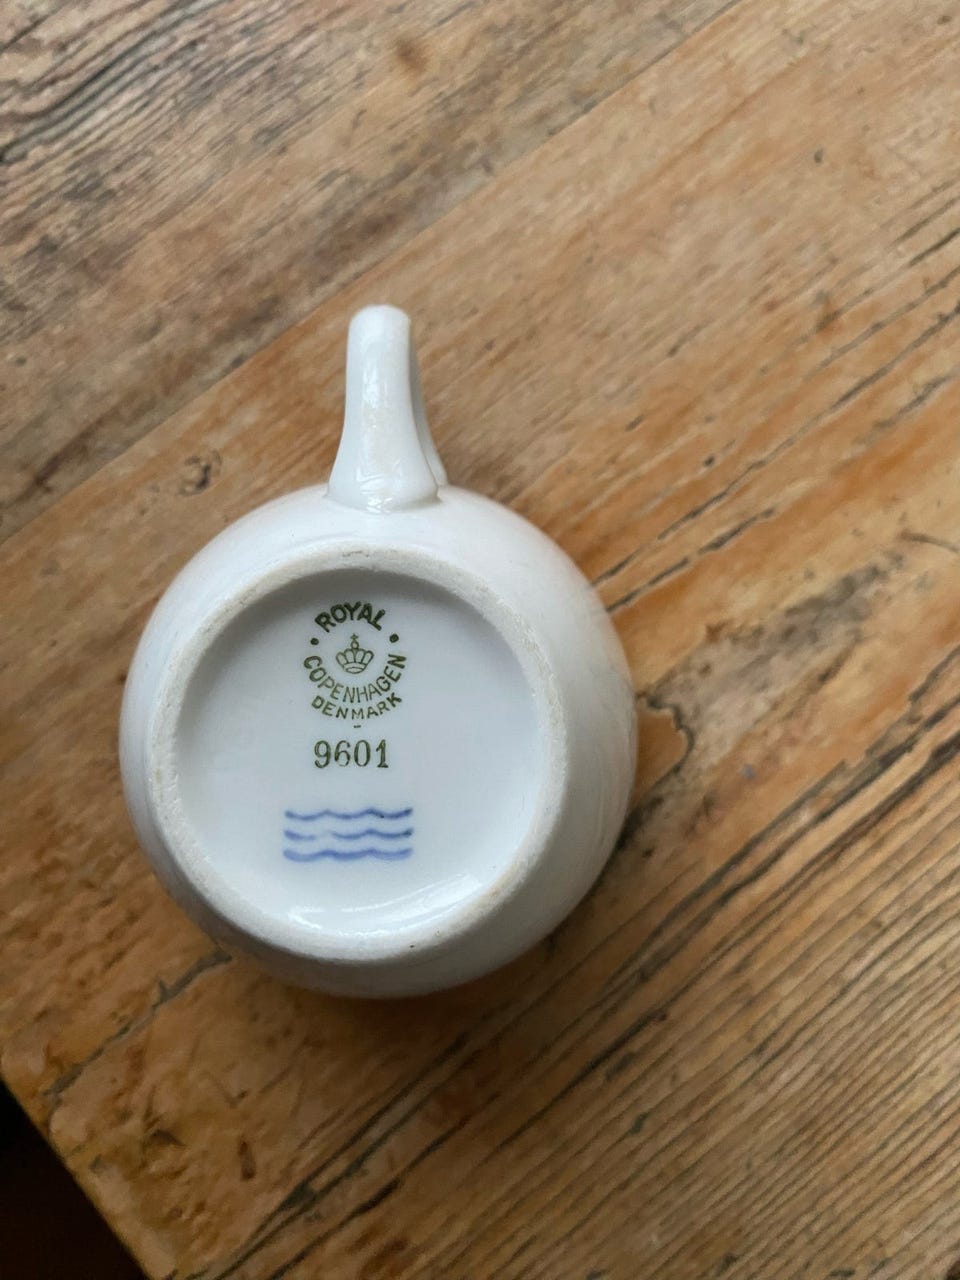 ROYAL
COPENHAGEN
DENMARK
9601